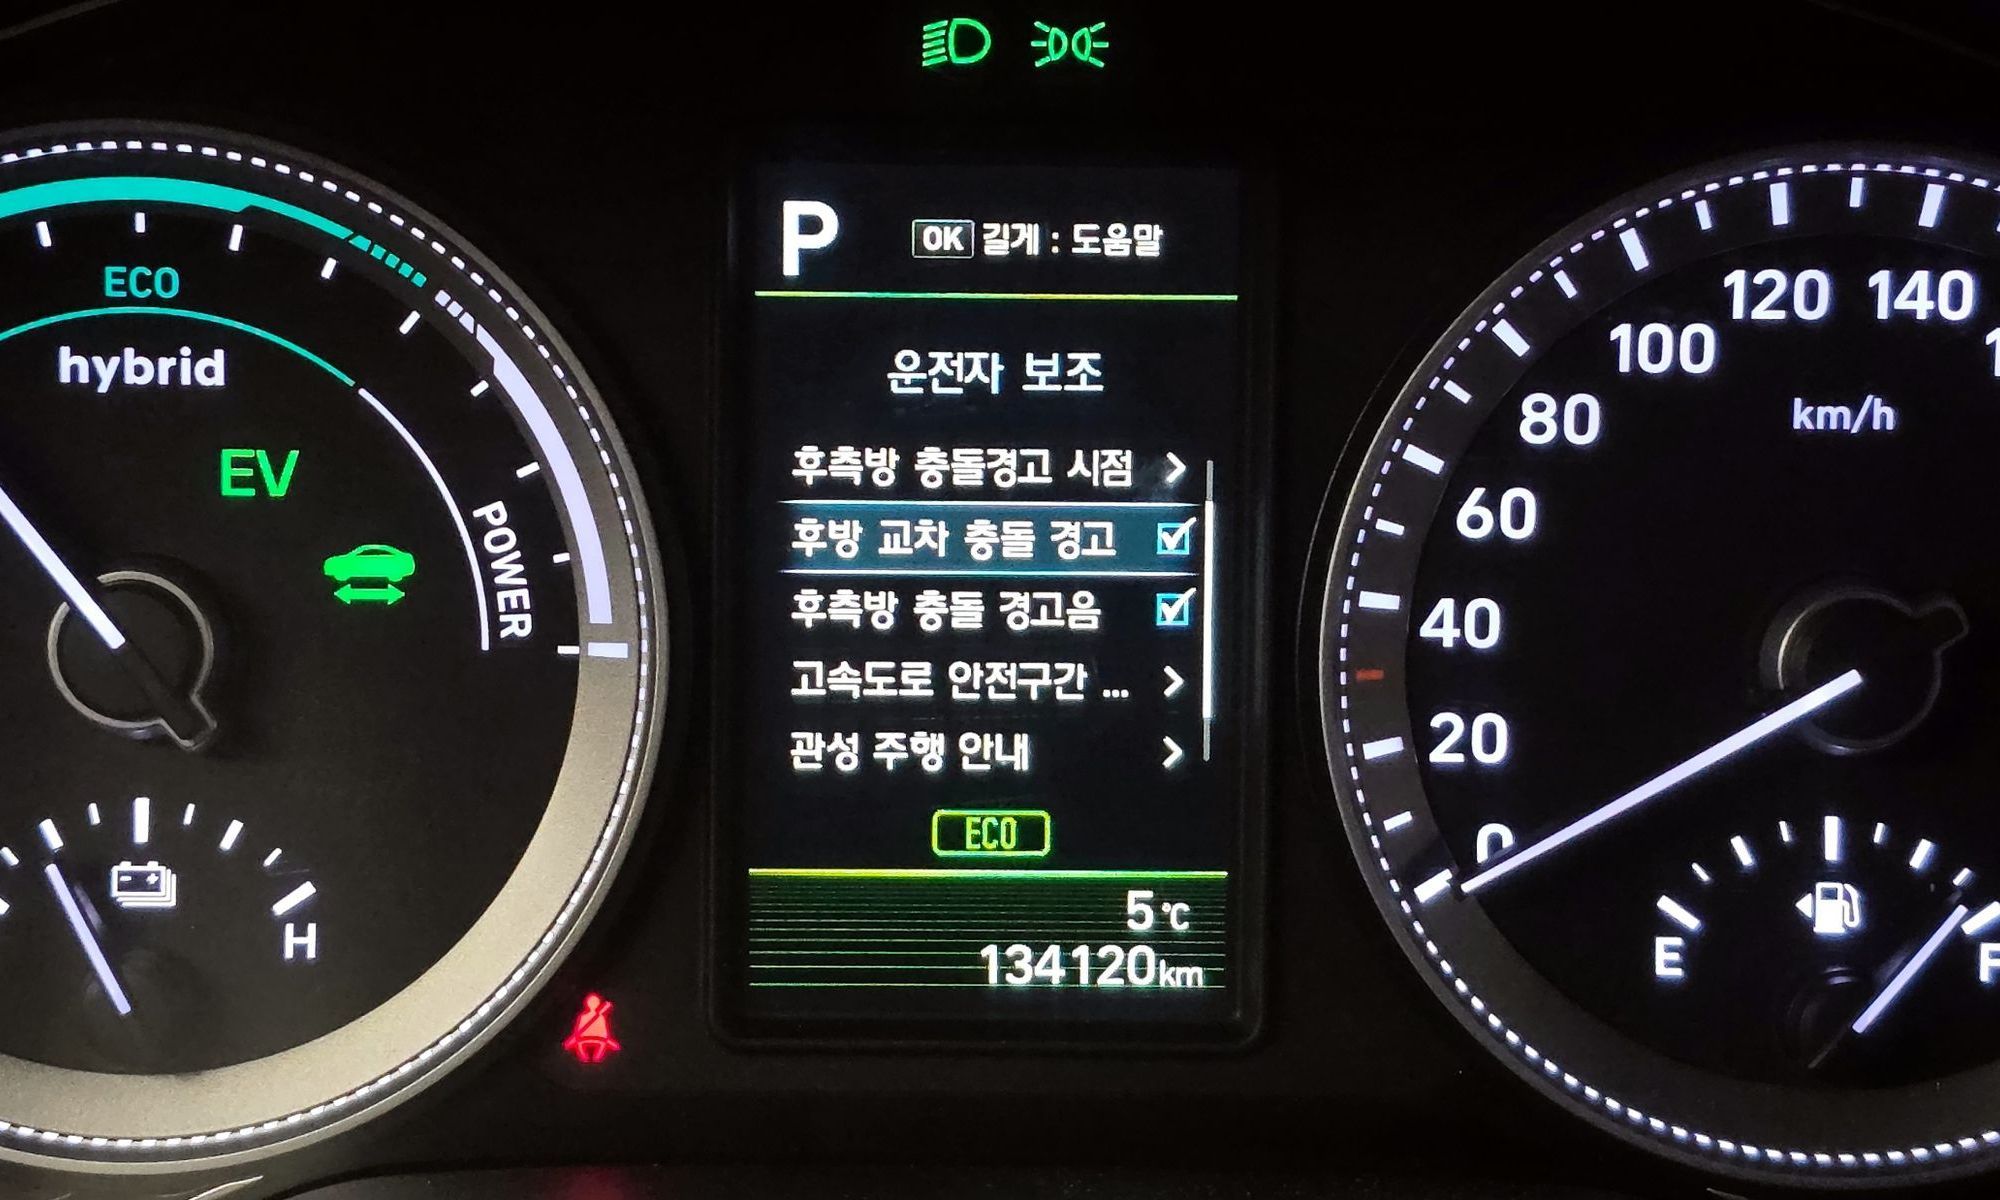 ECO
hybrid
EV
POWER
H
P
OK 길게 : 도움말
운전자 보조
후측방 충돌경고 시점
후방 교차 충돌 경고
후측방 충돌 경고음
고속도로 안전구간 ...
관성 주행 안내
ECO
5 °C
134120km
0
20
40
60
80
100
120
140
km/h
E
F